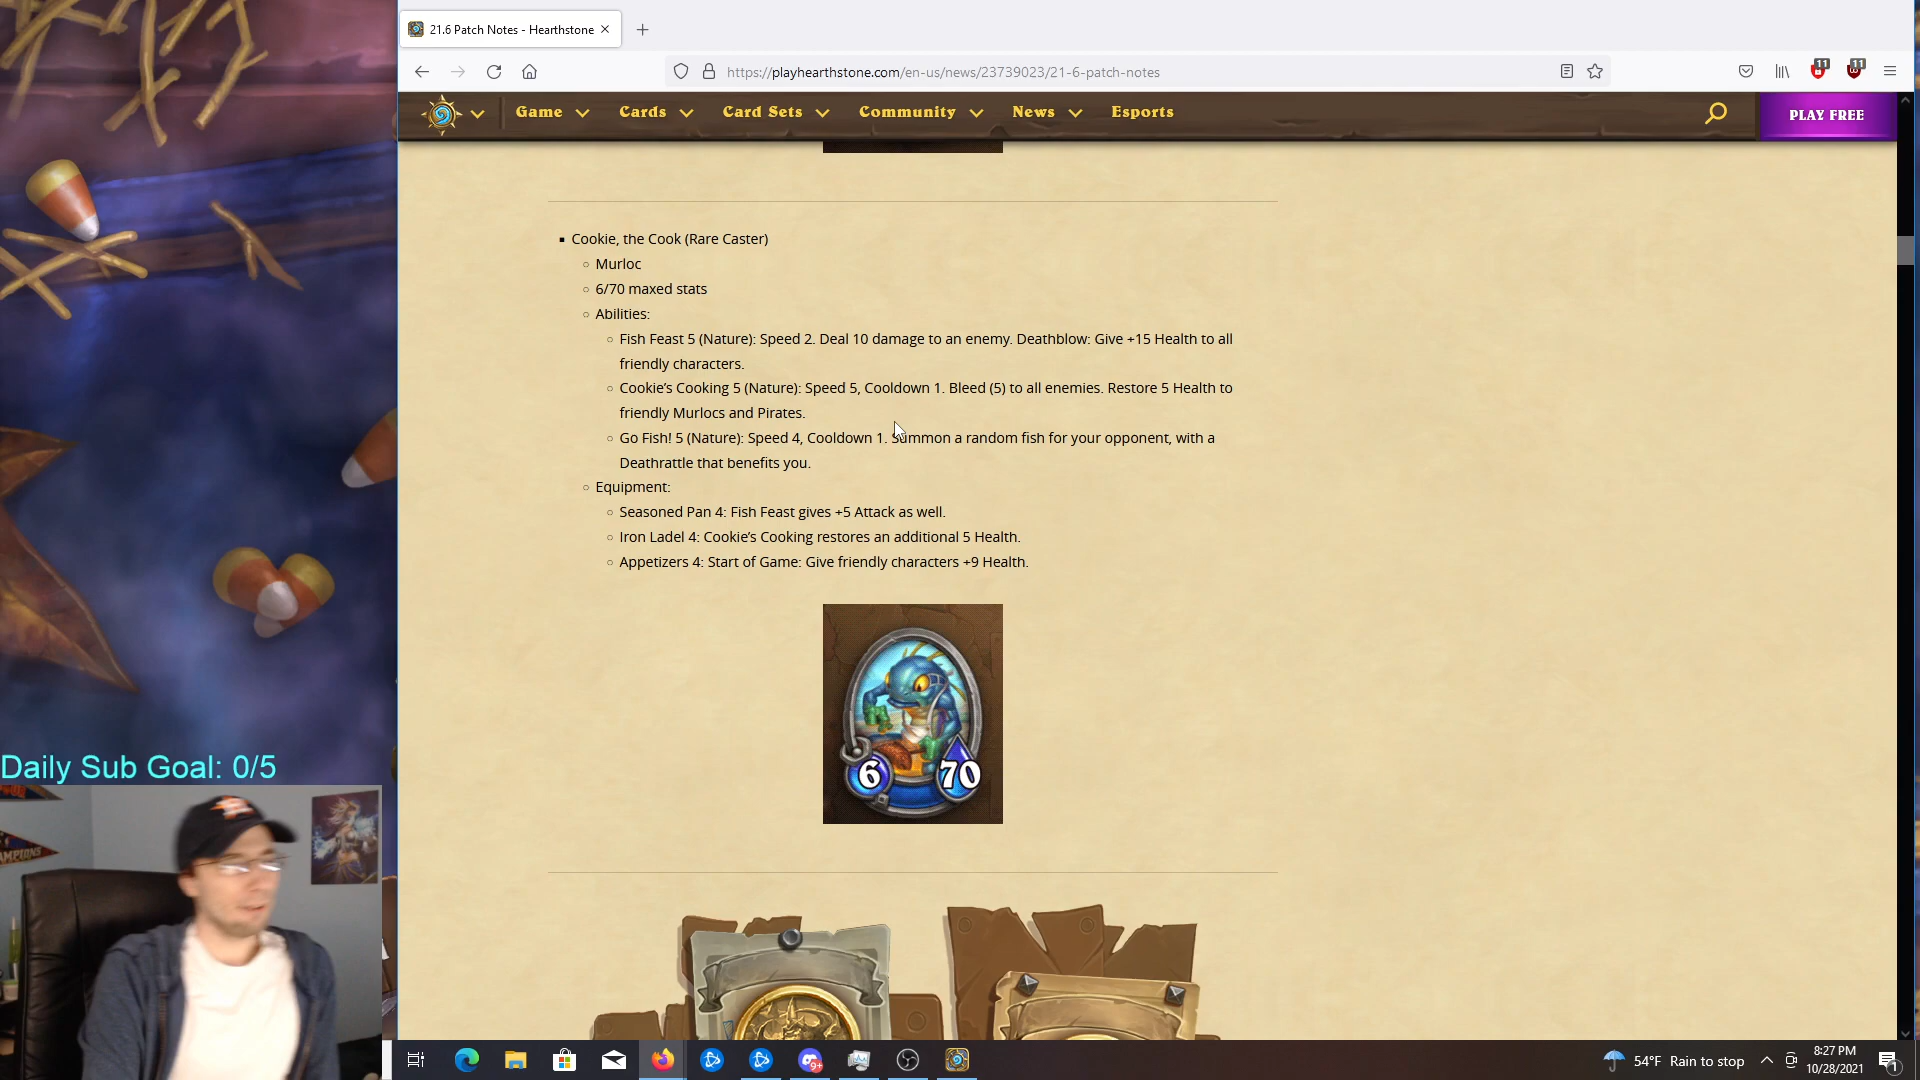 21.6 Patch Notes - Hearthstone
https://playhearthstone.com/en-us/news/23739023/21-6-patch-notes
11
11
Game
Cards
Card Sets
Community
News
Esports
PLAY FREE
Cookie, the Cook (Rare Caster)
Murloc
6/70 maxed stats
Abilities:
Fish Feast 5 (Nature): Speed 2. Deal 10 damage to an enemy. Deathblow: Give +15 Health to all
friendly characters.
Cookie’s Cooking 5 (Nature): Speed 5, Cooldown 1. Bleed (5) to all enemies. Restore 5 Health to
friendly Murlocs and Pirates.
Go Fish! 5 (Nature): Speed 4, Cooldown 1. Summon a random fish for your opponent, with a
Deathrattle that benefits you.
Equipment:
Seasoned Pan 4: Fish Feast gives +5 Attack as well.
Iron Ladel 4: Cookie’s Cooking restores an additional 5 Health.
Appetizers 4: Start of Game: Give friendly characters +9 Health.
6
70
Daily Sub Goal: 0/5
9+
54°F Rain to stop
8:27 PM
10/28/2021
1